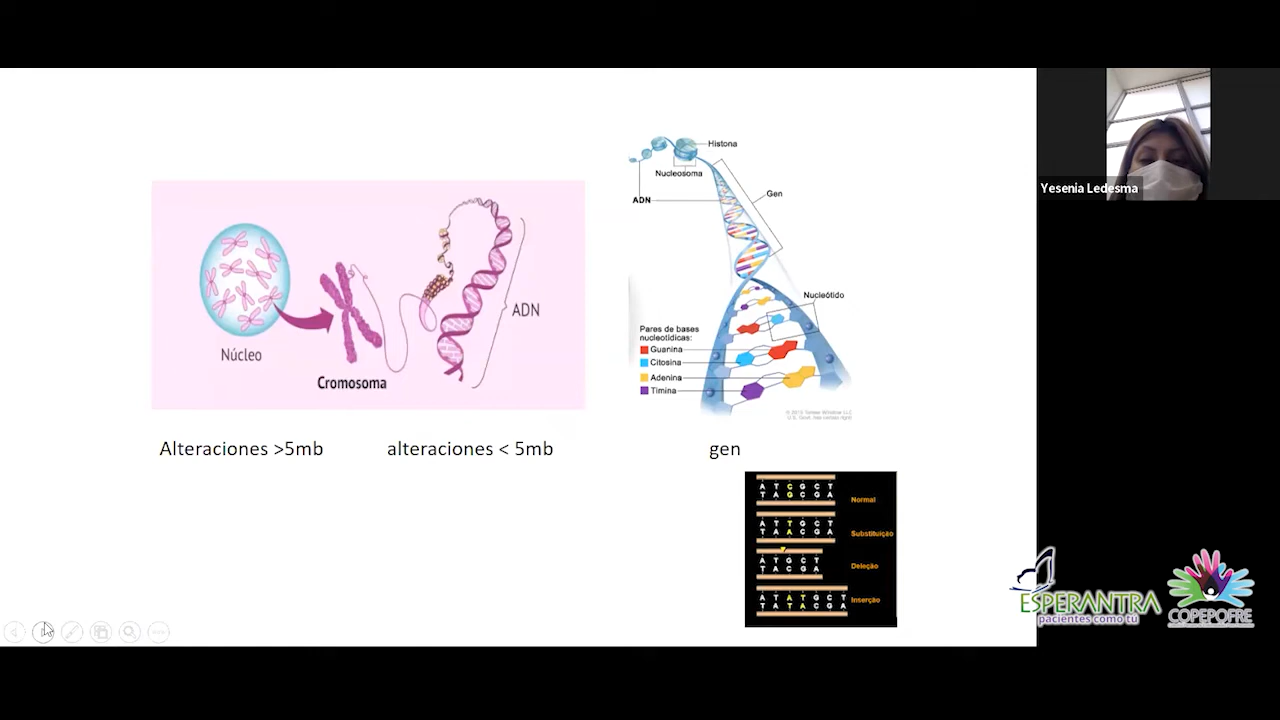 Histona
Nucleosoma
ADN
Gen
Nucleótido
Pares de bases
nucleotídicas:
Guanina
Citosina
Adenina
Timina
Núcleo
Cromosoma
ADN
Alteraciones >5mb
alteraciones < 5mb
gen
A T C G C T
T A G C G A
Normal
A T T G C T
T A A C G A
Substituição
A T G C T
T A C G A
Deleção
A T A T G C T
T A T A C G A
Inserção
Yesenia Ledesma
ESPERANTRA
pacientes como tu
COPEPOFRE